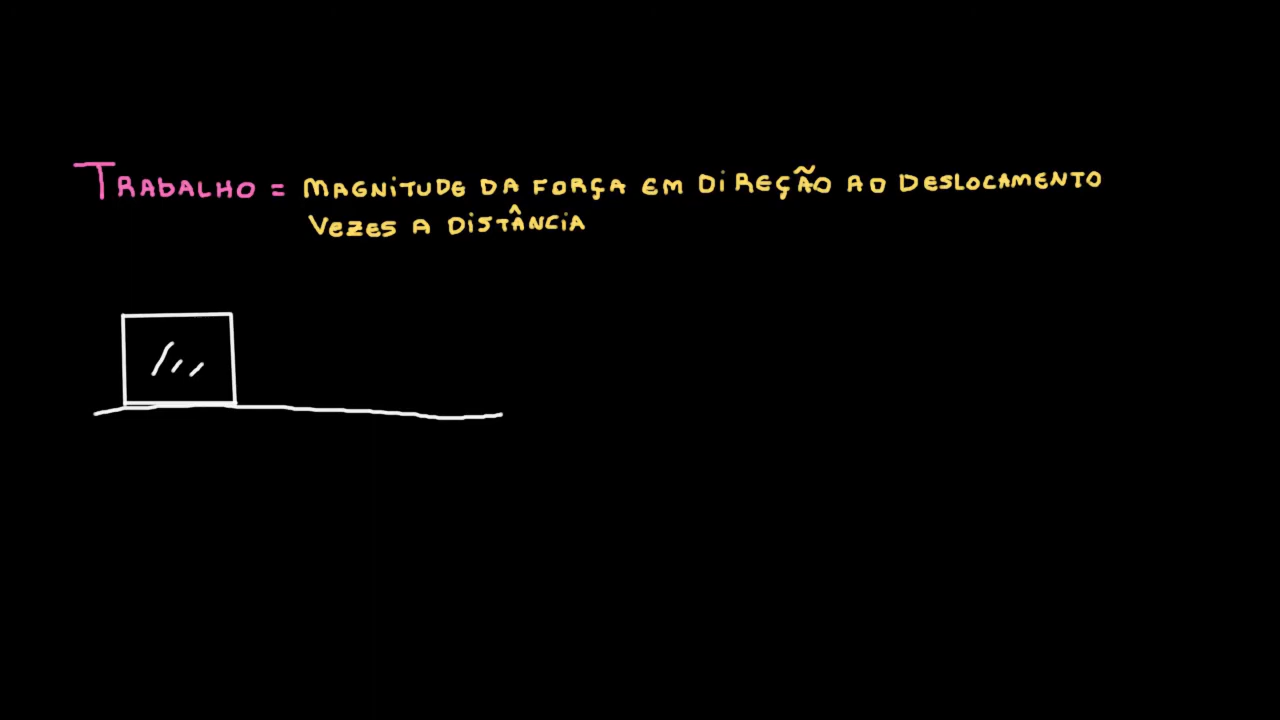 TRABALHO = MAGNITUDE DA FORÇA EM DIREÇÃO AO DESLOCAMENTO
VEZES A DISTÂNCIA